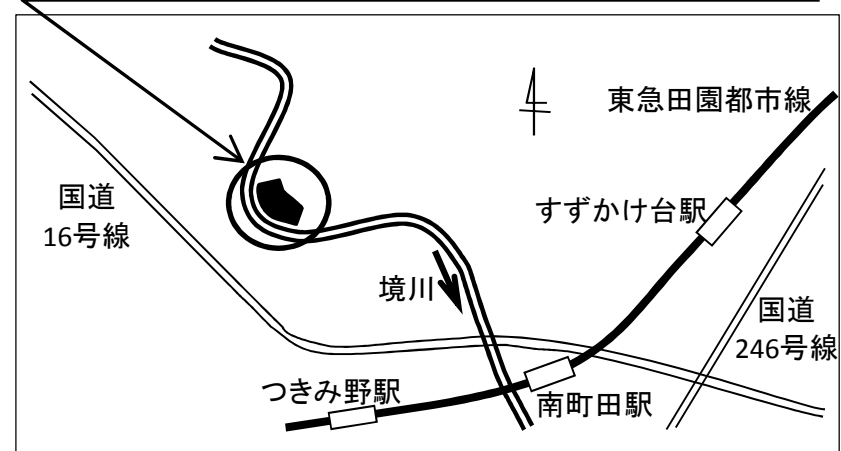 東急田園都市線
国道
16号線
すずかけ台駅
境川
国道
246号線
つきみ野駅
南町田駅